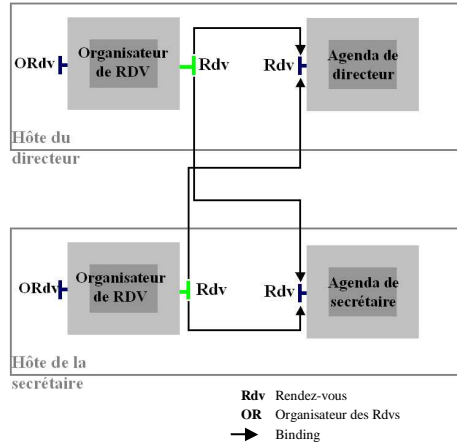 Organisateur
de RDV
ORdv
Rdv
Rdv
Agenda de
directeur
Hôte du
directeur
Organisateur
de RDV
ORdv
Rdv
Rdv
Agenda de
secrétaire
Hôte de la
secrétaire
Rdv Rendez-vous
OR Organisateur des Rdvs
Binding